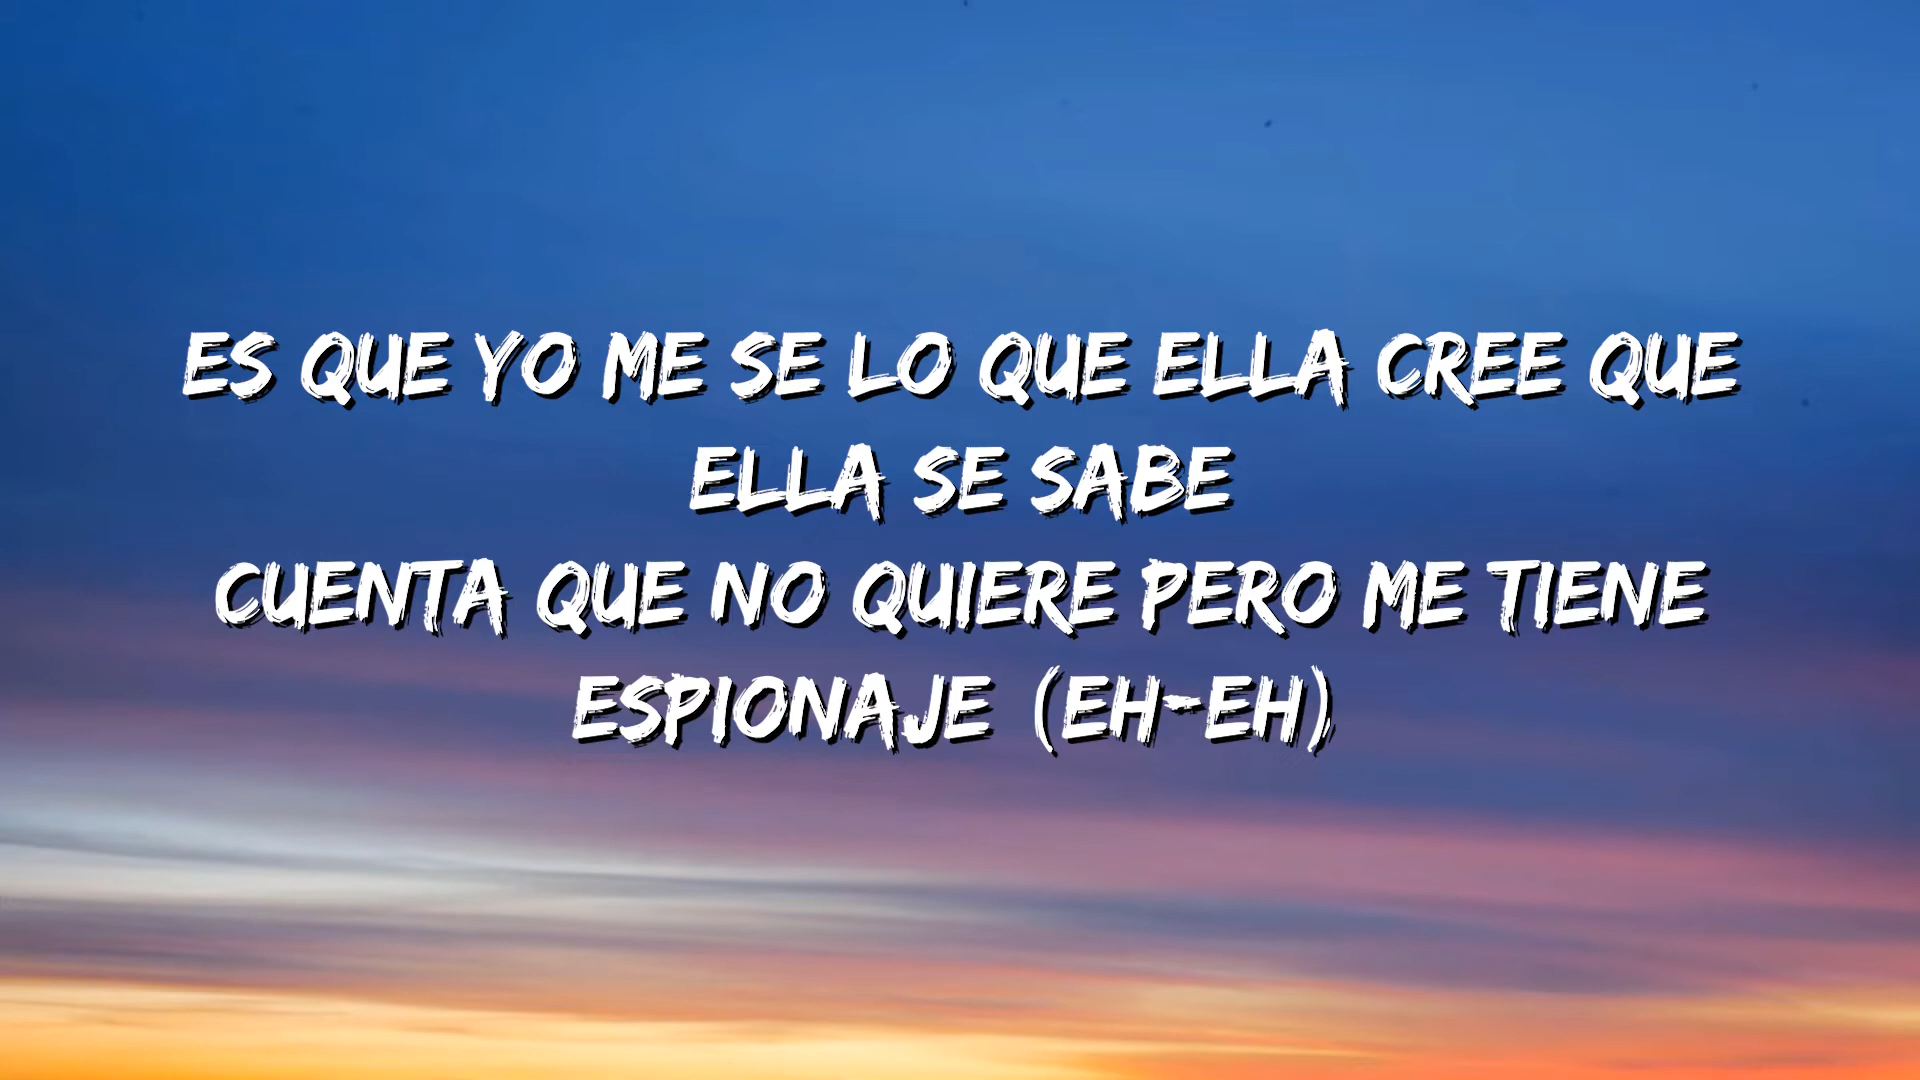 ES QUE YO ME SE LO QUE ELLA CREE QUE
ELLA SE SABE
CUENTA QUE NO QUIERE PERO ME TIENE
ESPIONAJE (EH-EH)